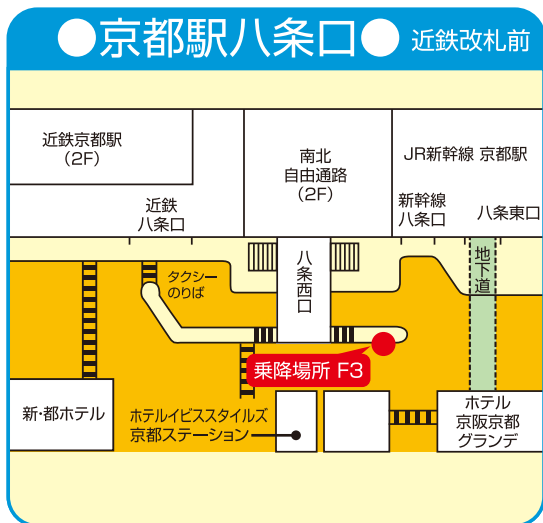 ●京都駅八条口● 近鉄改札前
近鉄京都駅
（2F）
南北
自由通路
（2F）
JR新幹線 京都駅
近鉄
八条口
新幹線
八条口
八条東口
タクシー
のりば
八条西口
地下道
乗降場所 F3
新・都ホテル
ホテルイビススタイルズ
京都ステーション
ホテル
京阪京都
グランデ